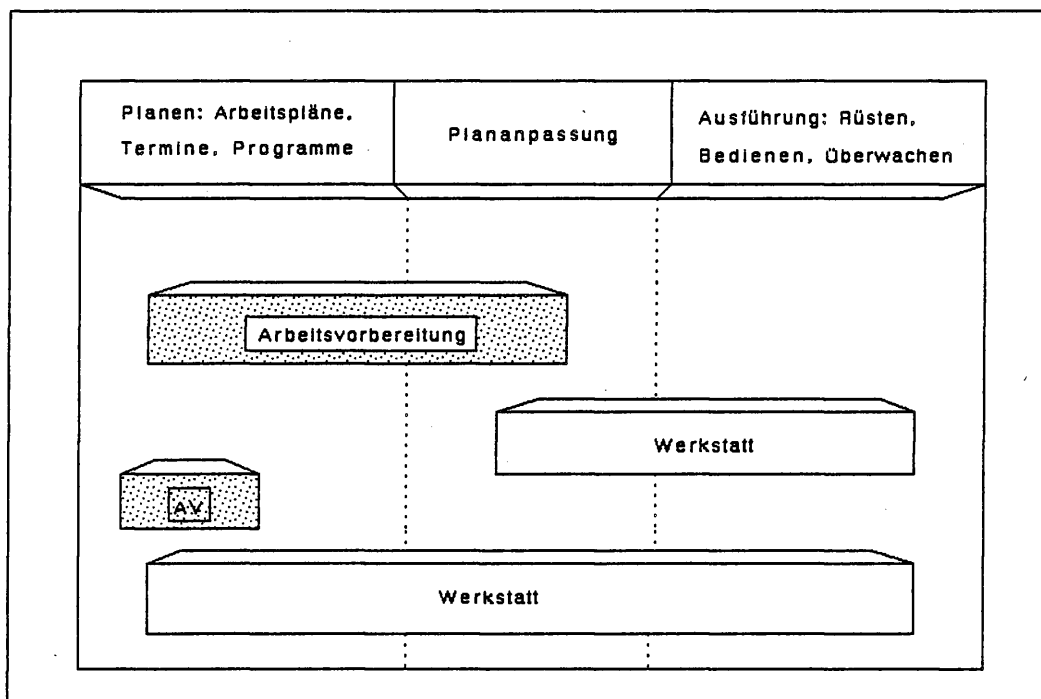 Planen: Arbeitspläne,
Termine, Programme
Plananpassung
Ausführung: Rüsten,
Bedienen, Überwachen
Arbeitsvorbereitung
Werkstatt
AV
Werkstatt